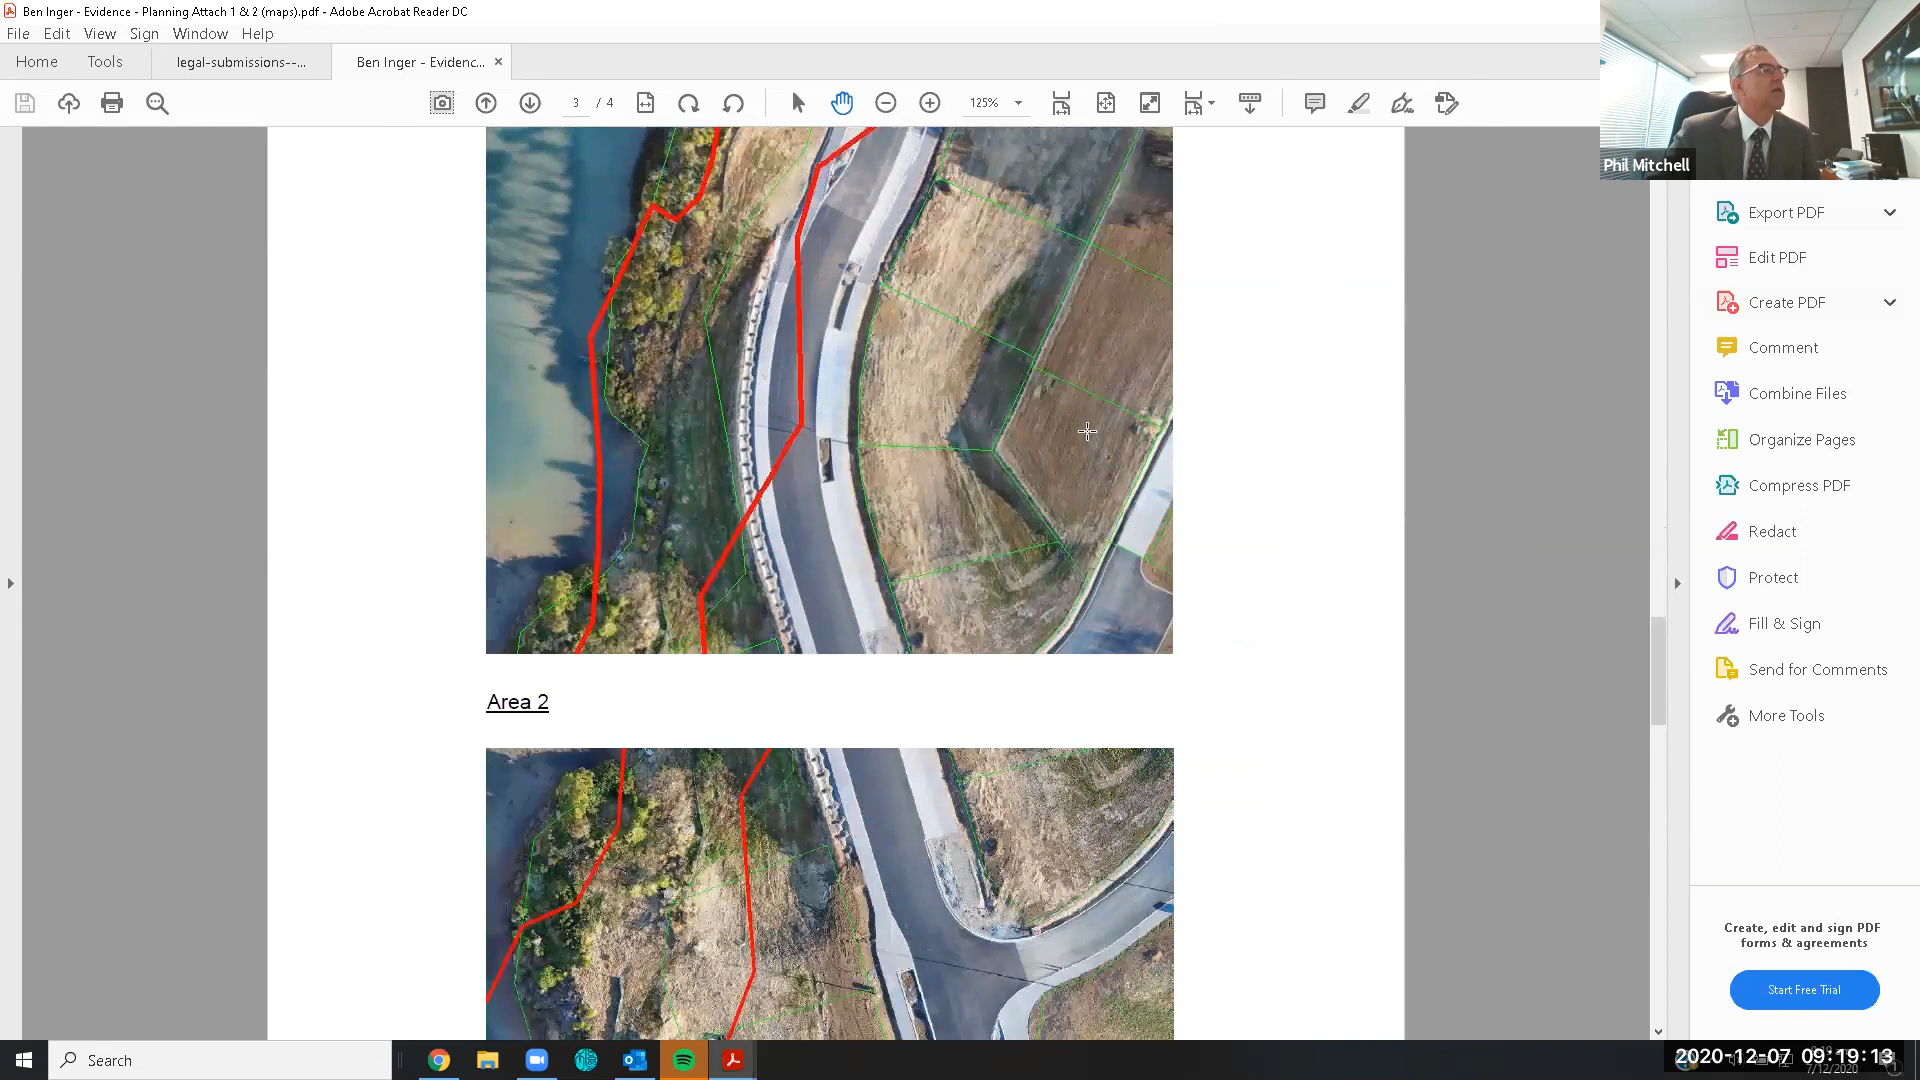 Ben Inger - Evidence - Planning Attach 1 & 2 (maps).pdf - Adobe Acrobat Reader DC
File Edit View Sign Window Help
Home Tools legal-submissions--... Ben Inger - Evidenc... ×
3 / 4 125%
Phil Mitchell
Export PDF
Edit PDF
Create PDF
Comment
Combine Files
Organize Pages
Compress PDF
Redact
Protect
Fill & Sign
Send for Comments
More Tools
Area 2
Create, edit and sign PDF
forms & agreements
Start Free Trial
Search
2020-12-07 09:19:13
7/12/2020